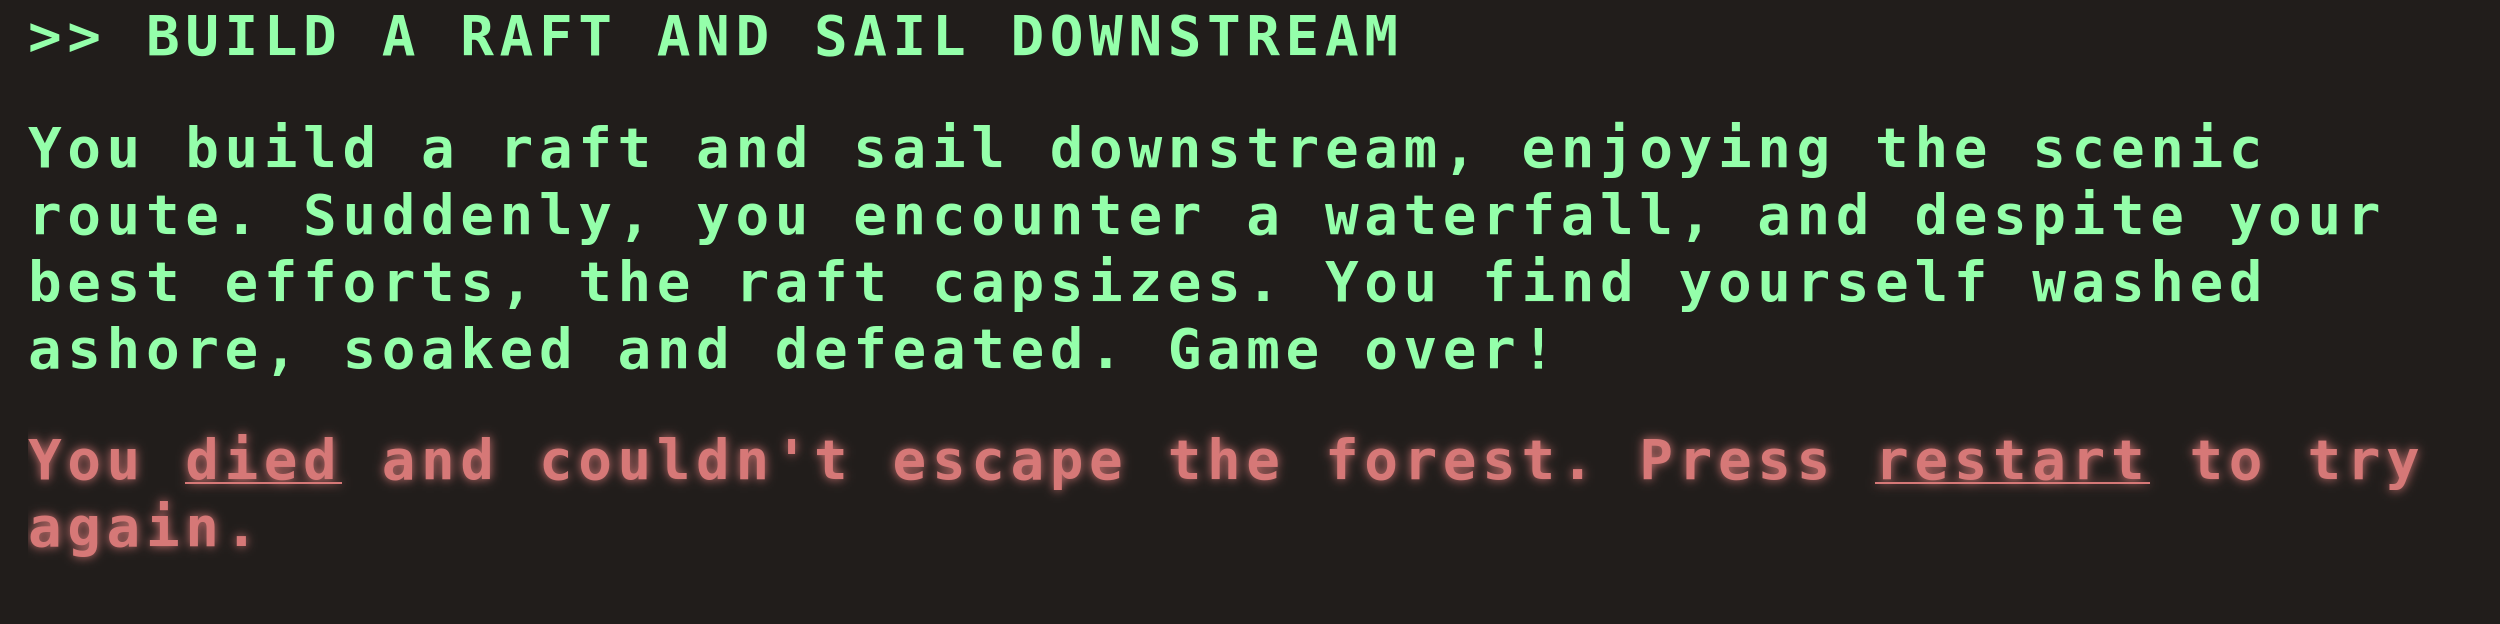 >> BUILD A RAFT AND SAIL DOWNSTREAM
You build a raft and sail downstream, enjoying the scenic
route. Suddenly, you encounter a waterfall, and despite your
best efforts, the raft capsizes. You find yourself washed
ashore, soaked and defeated. Game over!
You died and couldn't escape the forest. Press restart to try
again.